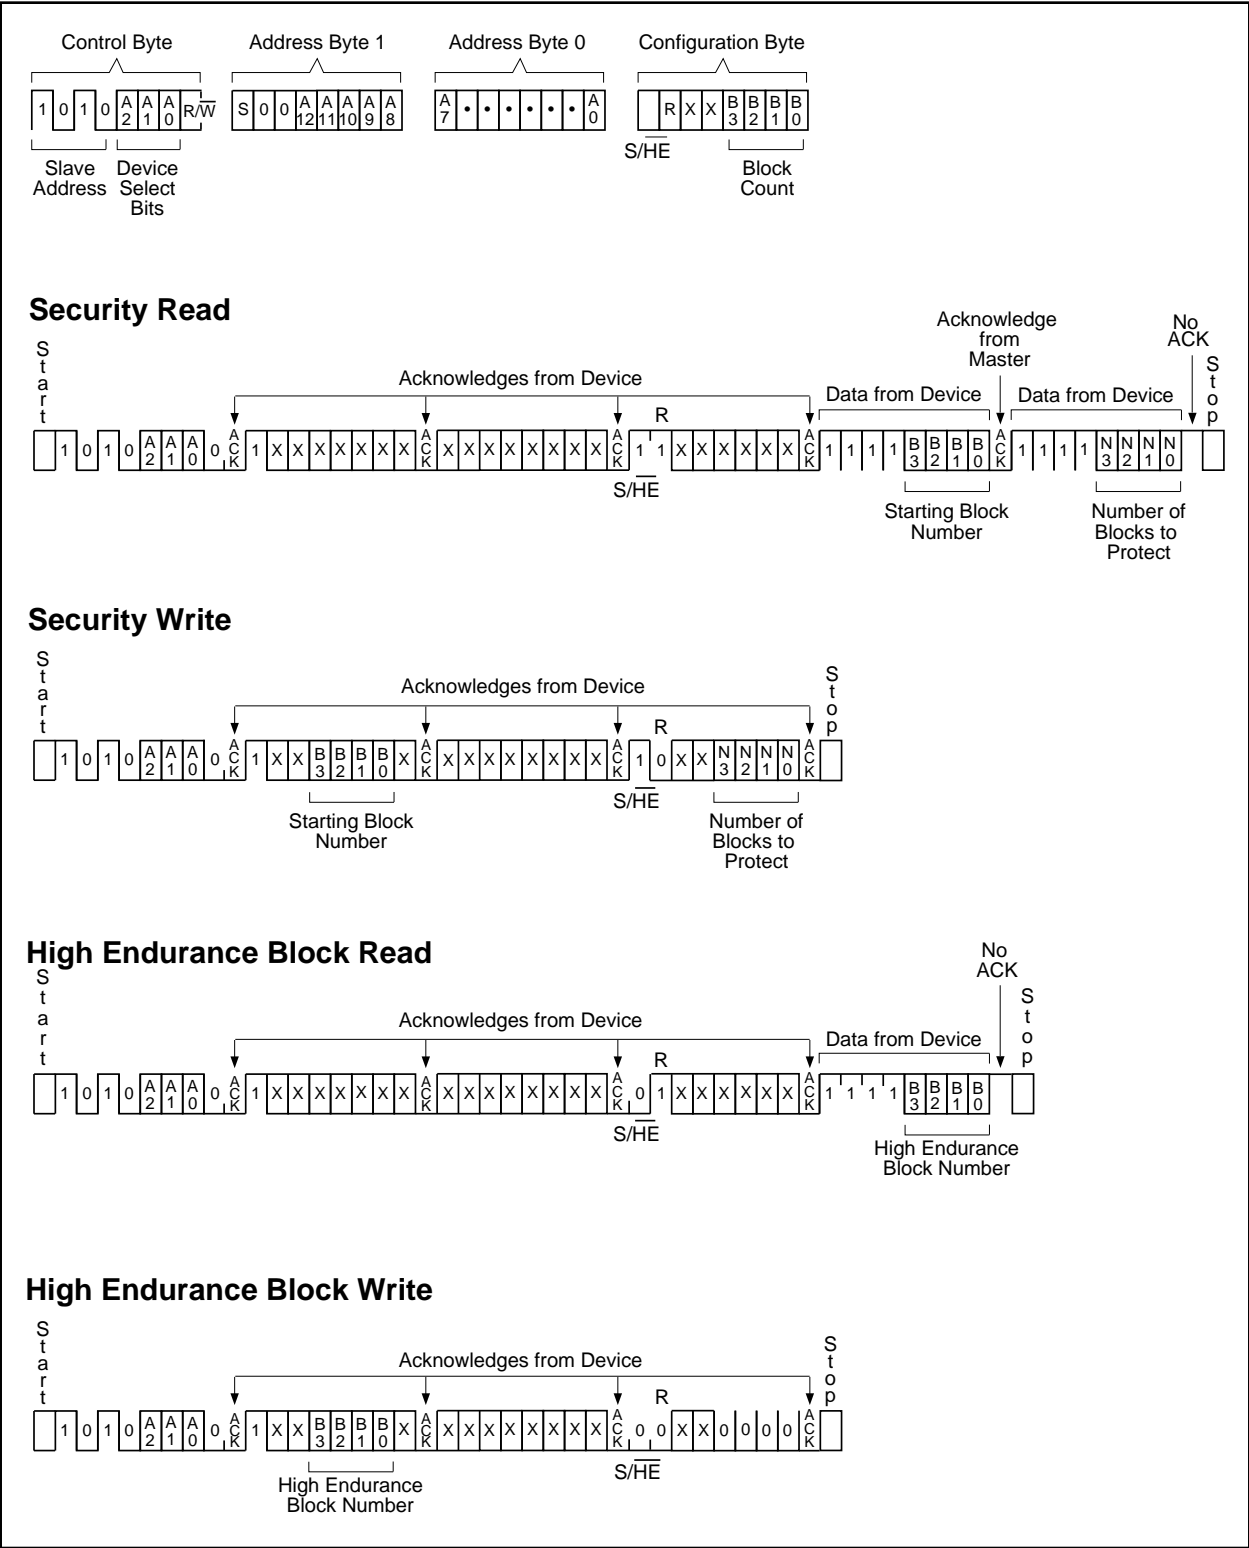 Control Byte
Address Byte 1
Address Byte 0
Configuration Byte
1 0 1 0 A2 A1 A0 R/W
S 0 0 A12 A11 A10 A9 A8
A7 • • • • • • A0
R X X B3 B2 B1 B0
S/HE
Slave Address
Device Select Bits
Block Count
Security Read
Start
Acknowledges from Device
Acknowledge from Master
No ACK
Stop
Data from Device
Data from Device
R
1 0 1 0 A2 A1 A0 0 ACK 1 X X X X X X X ACK X X X X X X X X ACK 1 1 X X X X X X ACK 1 1 1 1 B3 B2 B1 B0 ACK 1 1 1 1 N3 N2 N1 N0
S/HE
Starting Block Number
Number of Blocks to Protect
Security Write
Start
Acknowledges from Device
Stop
R
1 0 1 0 A2 A1 A0 0 ACK 1 X X B3 B2 B1 B0 X ACK X X X X X X X X ACK 1 0 X X N3 N2 N1 N0 ACK
S/HE
Starting Block Number
Number of Blocks to Protect
High Endurance Block Read
Start
Acknowledges from Device
No ACK
Stop
Data from Device
R
1 0 1 0 A2 A1 A0 0 ACK 1 X X X X X X X ACK X X X X X X X X ACK 0 1 X X X X X X ACK 1 1 1 1 B3 B2 B1 B0
S/HE
High Endurance Block Number
High Endurance Block Write
Start
Acknowledges from Device
Stop
R
1 0 1 0 A2 A1 A0 0 ACK 1 X X B3 B2 B1 B0 X ACK X X X X X X X X ACK 0 0 X X 0 0 0 0 ACK
S/HE
High Endurance Block Number